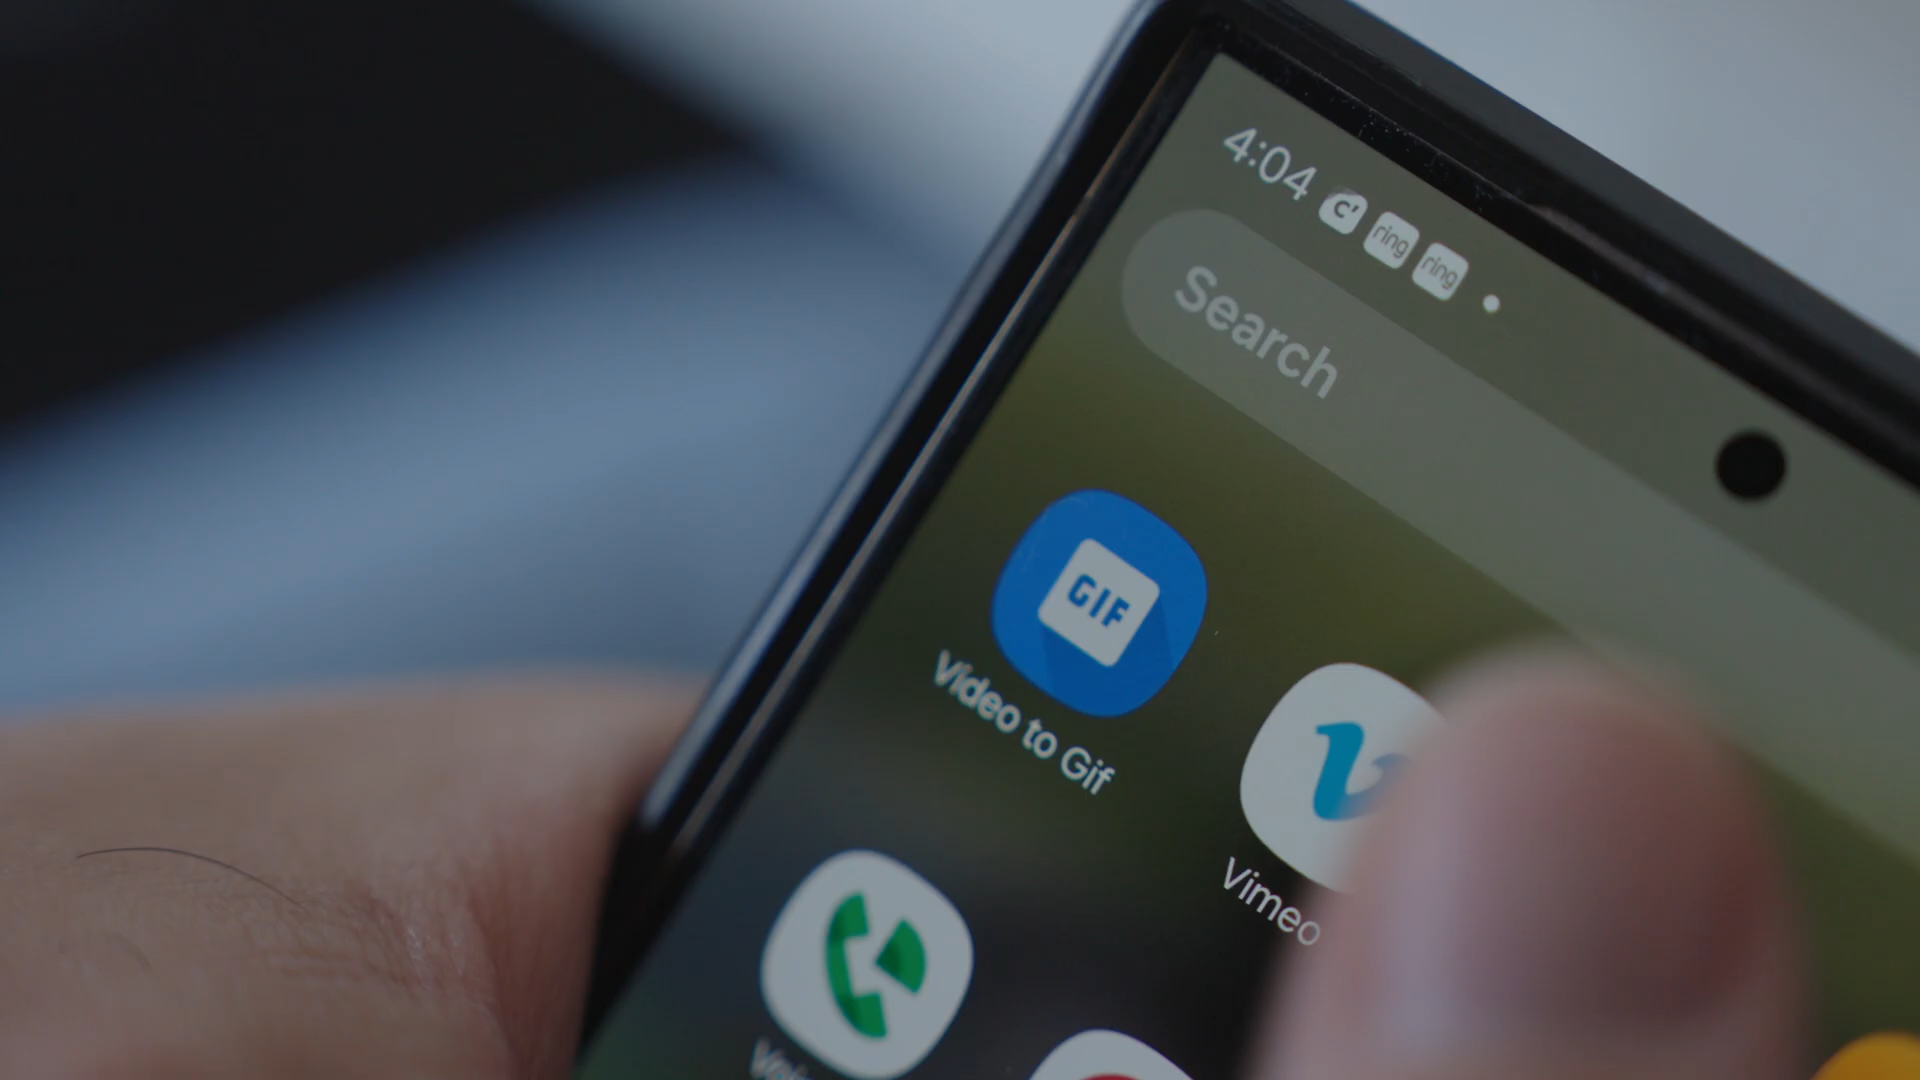 4:04 C' ring ring
Search
GIF
Video to Gif
Vimeo